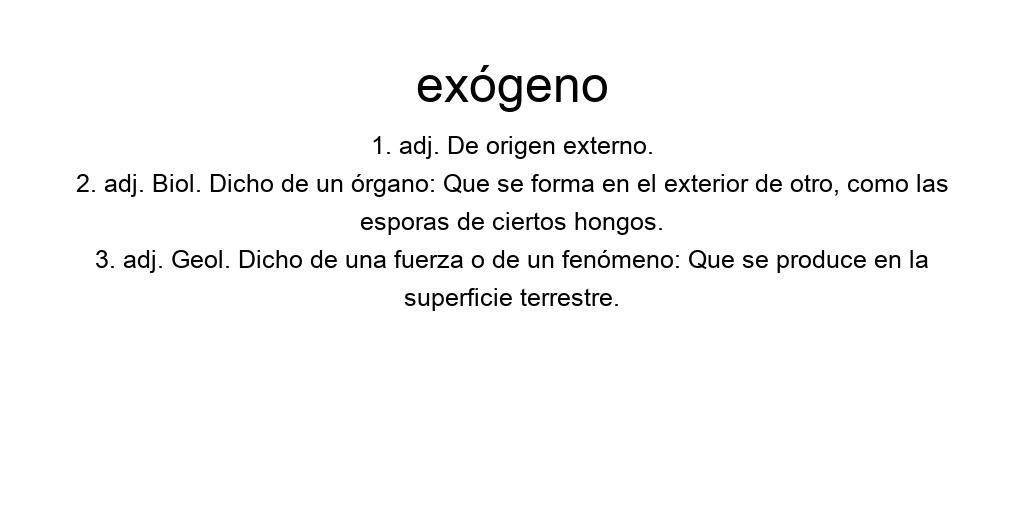 exógeno
1. adj. De origen externo.
2. adj. Biol. Dicho de un órgano: Que se forma en el exterior de otro, como las
esporas de ciertos hongos.
3. adj. Geol. Dicho de una fuerza o de un fenómeno: Que se produce en la
superficie terrestre.